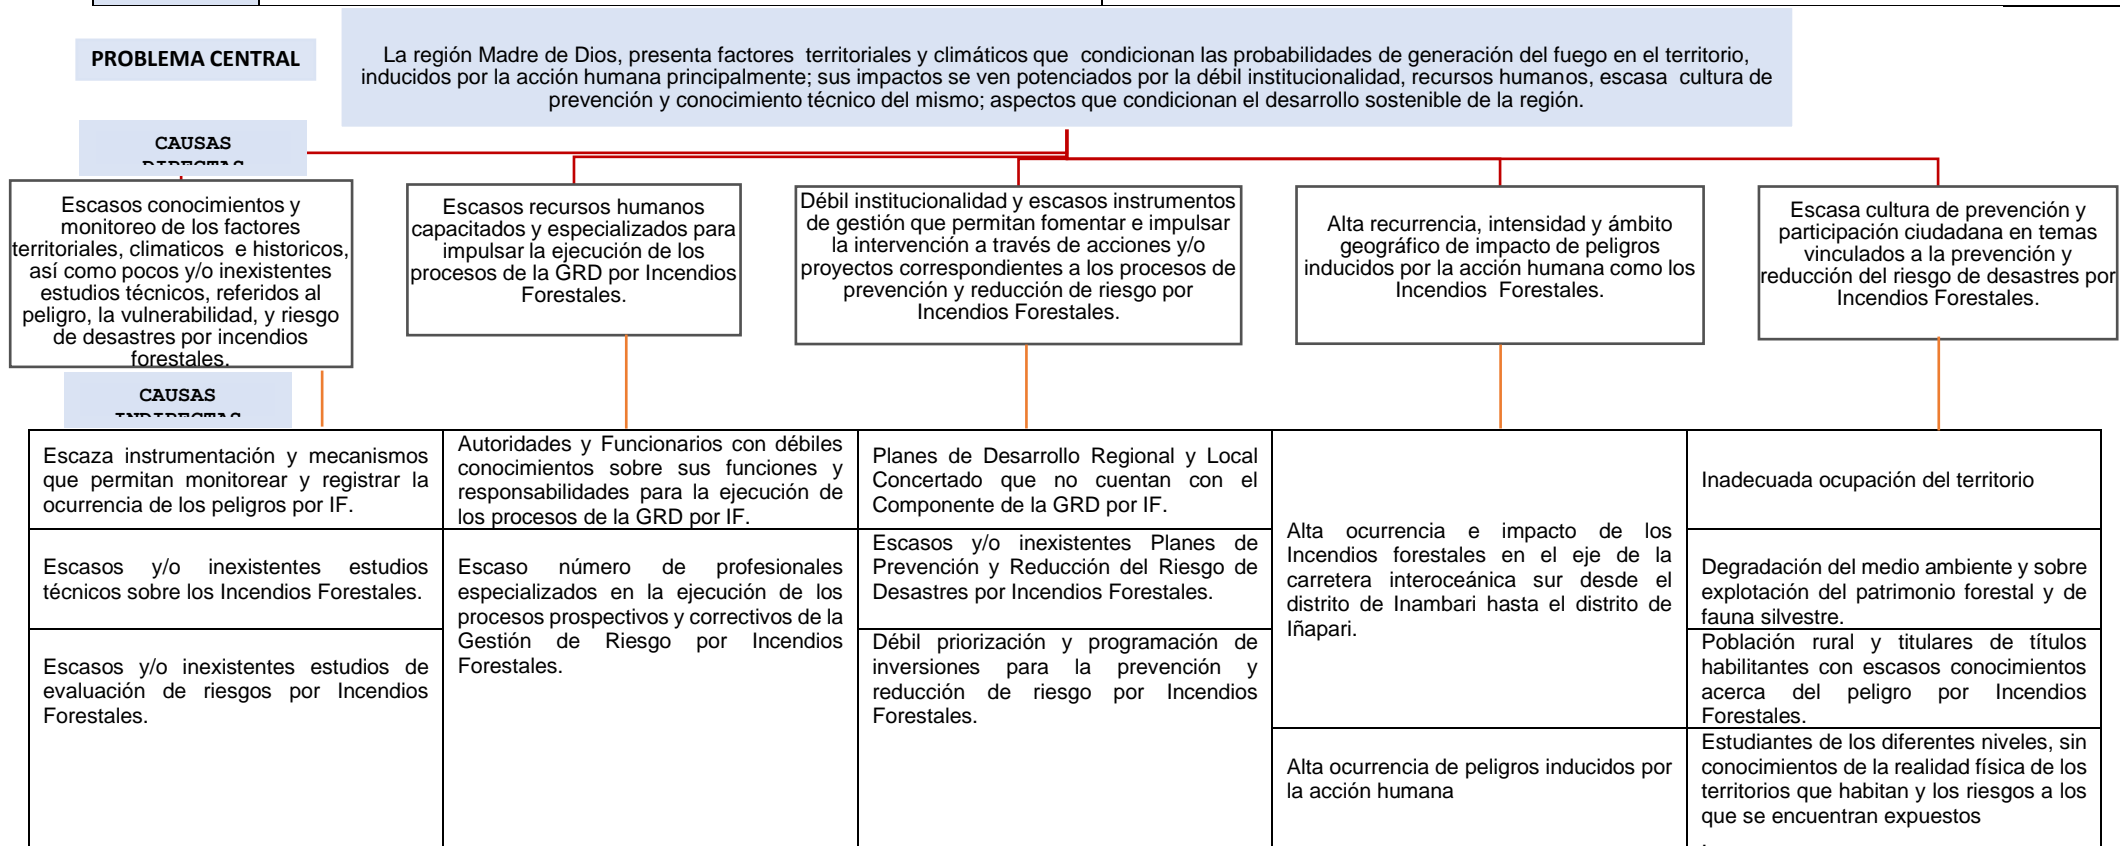 PROBLEMA CENTRAL
La región Madre de Dios, presenta factores territoriales y climáticos que condicionan las probabilidades de generación del fuego en el territorio,
inducidos por la acción humana principalmente; sus impactos se ven potenciados por la débil institucionalidad, recursos humanos, escasa cultura de
prevención y conocimiento técnico del mismo; aspectos que condicionan el desarrollo sostenible de la región.
CAUSAS
DIRECTAS
Escasos conocimientos y
monitoreo de los factores
territoriales, climaticos e historicos,
así como pocos y/o inexistentes
estudios técnicos, referidos al
peligro, la vulnerabilidad, y riesgo
de desastres por incendios
forestales.
Escasos recursos humanos
capacitados y especializados para
impulsar la ejecución de los
procesos de la GRD por Incendios
Forestales.
Débil institucionalidad y escasos instrumentos
de gestión que permitan fomentar e impulsar
la intervención a través de acciones y/o
proyectos correspondientes a los procesos de
prevención y reducción de riesgo por
Incendios Forestales.
Alta recurrencia, intensidad y ámbito
geográfico de impacto de peligros
inducidos por la acción humana como los
Incendios Forestales.
Escasa cultura de prevención y
participación ciudadana en temas
vinculados a la prevención y
reducción del riesgo de desastres por
Incendios Forestales.
CAUSAS
INDIRECTAS
Escaza instrumentación y mecanismos
que permitan monitorear y registrar la
ocurrencia de los peligros por IF.
Escasos y/o inexistentes estudios
técnicos sobre los Incendios Forestales.
Escasos y/o inexistentes estudios de
evaluación de riesgos por Incendios
Forestales.
Autoridades y Funcionarios con débiles
conocimientos sobre sus funciones y
responsabilidades para la ejecución de
los procesos de la GRD por IF.
Escaso número de profesionales
especializados en la ejecución de los
procesos prospectivos y correctivos de la
Gestión de Riesgo por Incendios
Forestales.
Planes de Desarrollo Regional y Local
Concertado que no cuentan con el
Componente de la GRD por IF.
Escasos y/o inexistentes Planes de
Prevención y Reducción del Riesgo de
Desastres por Incendios Forestales.
Débil priorización y programación de
inversiones para la prevención y
reducción de riesgo por Incendios
Forestales.
Alta ocurrencia e impacto de los
Incendios forestales en el eje de la
carretera interoceánica sur desde el
distrito de Inambari hasta el distrito de
Iñapari.
Alta ocurrencia de peligros inducidos por
la acción humana
Inadecuada ocupación del territorio
Degradación del medio ambiente y sobre
explotación del patrimonio forestal y de
fauna silvestre.
Población rural y titulares de títulos
habilitantes con escasos conocimientos
acerca del peligro por Incendios
Forestales.
Estudiantes de los diferentes niveles, sin
conocimientos de la realidad física de los
territorios que habitan y los riesgos a los
que se encuentran expuestos
.